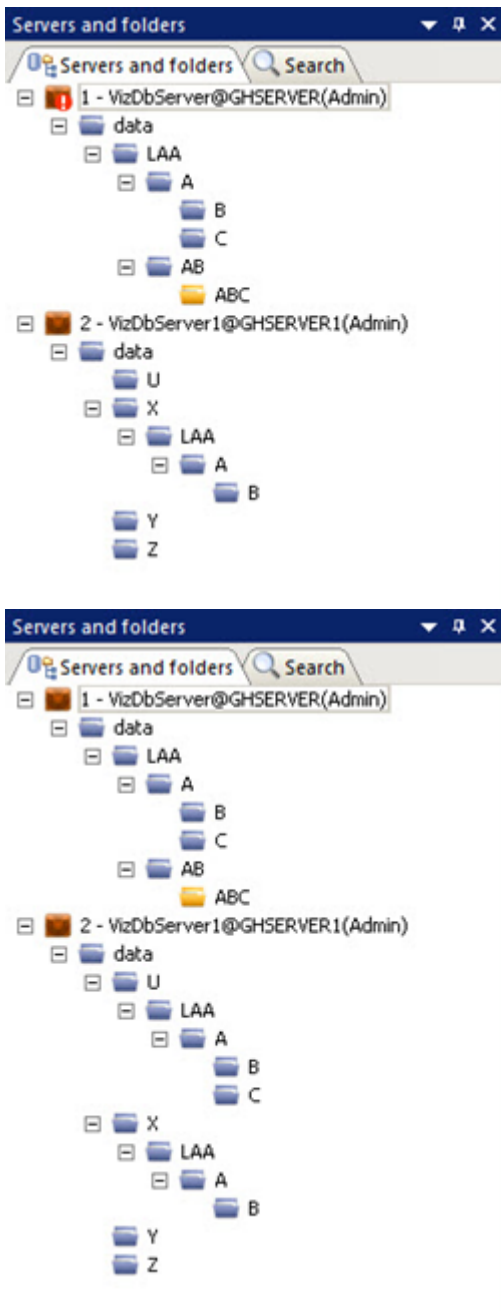 Servers and folders
Servers and folders Search
1 - VizDbServer@GHSERVER(Admin)
data
LAA
A
B
C
AB
ABC
2 - VizDbServer1@GHSERVER1(Admin)
data
U
X
LAA
A
B
Y
Z
Servers and folders
Servers and folders Search
1 - VizDbServer@GHSERVER(Admin)
data
LAA
A
B
C
AB
ABC
2 - VizDbServer1@GHSERVER1(Admin)
data
U
LAA
A
B
C
X
LAA
A
B
Y
Z